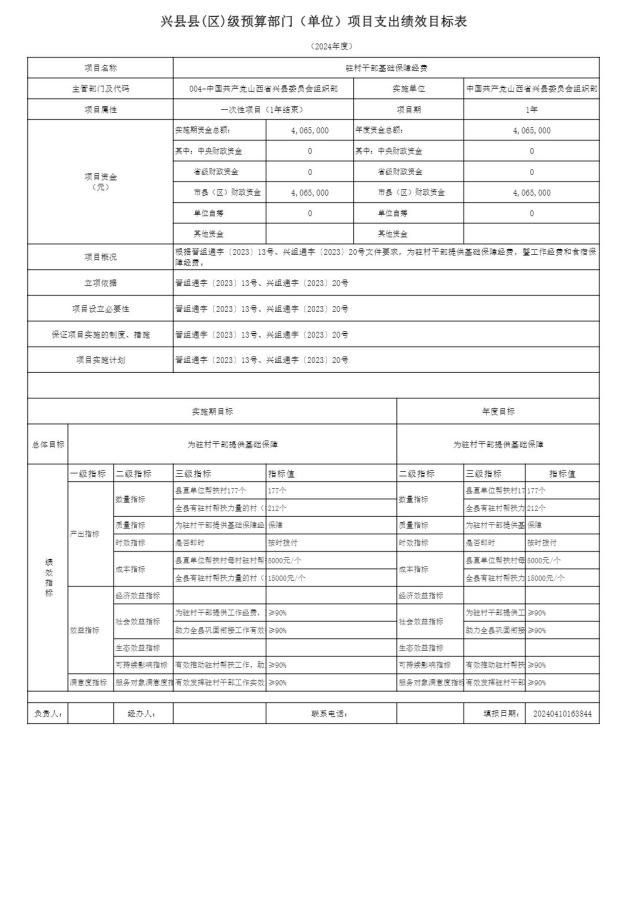 兴县县(区)级预算部门（单位）项目支出绩效目标表
（2024年度）
项目名称 驻村干部基础保障经费
主管部门及代码 004-中国共产党山西省兴县委员会组织部 实施单位 中国共产党山西省兴县委员会组织部
项目属性 一次性项目（1年结束） 项目期 1年
项目资金
（元）
实施期资金总额: 4,065,000 年度资金总额: 4,065,000
其中: 中央财政资金 0 其中: 中央财政资金 0
省级财政资金 0 省级财政资金 0
市县（区）财政资金 4,065,000 市县（区）财政资金 4,065,000
单位自筹 0 单位自筹 0
其他资金 其他资金
项目概况 根据晋组通字〔2023〕13号、兴组通字〔2023〕20号文件要求, 为驻村干部提供基础保障经费, 暨工作经费和食宿保
障经费。
立项依据 晋组通字〔2023〕13号、兴组通字〔2023〕20号
项目设立必要性 晋组通字〔2023〕13号、兴组通字〔2023〕20号
保证项目实施的制度、措施 晋组通字〔2023〕13号、兴组通字〔2023〕20号
项目实施计划 晋组通字〔2023〕13号、兴组通字〔2023〕20号
实施期目标 年度目标
总体目标 为驻村干部提供基础保障 为驻村干部提供基础保障
绩效指标
一级指标 二级指标 三级指标 指标值 二级指标 三级指标 指标值
产出指标
数量指标 县直单位帮扶村177个 177个 数量指标 县直单位帮扶村17 177个
全县有驻村帮扶力量的村（ 212个 全县有驻村帮扶力 212个
质量指标 为驻村干部提供基础保障经 保障 质量指标 为驻村干部提供基 保障
时效指标 是否即时 按时拨付 时效指标 是否即时 按时拨付
成本指标 县直单位帮扶村每村驻村帮 5000元/个 成本指标 县直单位帮扶村每 5000元/个
全县有驻村帮扶力量的村（ 15000元/个 全县有驻村帮扶力 15000元/个
效益指标
经济效益指标 经济效益指标
社会效益指标 为驻村干部提供工作经费, ≥90% 社会效益指标 为驻村干部提供工 ≥90%
助力全县巩固衔接工作有效 ≥90% 助力全县巩固衔接 ≥90%
生态效益指标 生态效益指标
可持续影响指标 有效推动驻村帮扶工作, 助 ≥90% 可持续影响指标 有效推动驻村帮扶 ≥90%
满意度指标 服务对象满意度指 有效发挥驻村干部工作实效 ≥90% 服务对象满意度指标 有效发挥驻村干部 ≥90%
负责人: 经办人: 联系电话: 填报日期: 20240410163844